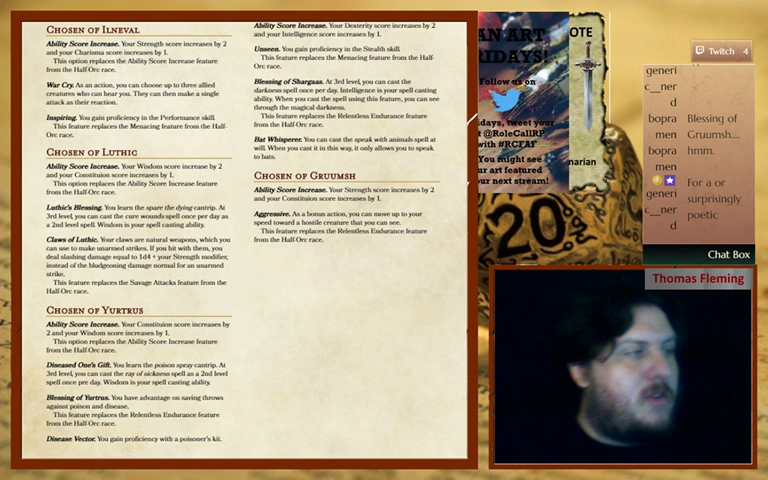 CHOSEN OF ILNEVAL
Ability Score Increase. Your Strength score increases by 2
and your Charisma score increases by 1.
This option replaces the Ability Score Increase feature
from the Half-Orc race.
War Cry. As an action, you can choose up to three allied
creatures who can hear you. They can then make a single
attack as their reaction.
Inspiring. You gain proficiency in the Performance skill.
This feature replaces the Menacing feature from the Half-
Orc race.
CHOSEN OF LUTHIC
Ability Score Increase. Your Wisdom score increase by 2
and your Constituion score increases by 1.
This option replaces the Ability Score Increase feature
from the Half-Orc race.
Luthic's Blessing. You learn the spare the dying cantrip. At
3rd level, you can cast the cure wounds spell once per day as
a 2nd level spell. Wisdom is your spell casting ability.
Claws of Luthic. Your claws are natural weapons, which you
can use to make unarmed strikes. If you hit with them, you
deal slashing damage equal to 1d4 + your Strength modifier,
instead of the bludgeoning damage normal for an unarmed
strike.
This feature replaces the Savage Attacks feature from the
Half-Orc race.
CHOSEN OF YURTRUS
Ability Score Increase. Your Constituion score increases by
2 and your Wisdom score increases by 1.
This option replaces the Ability Score Increase feature
from the Half-Orc race.
Diseased One's Gift. You learn the poison spray cantrip. At
3rd level, you can cast the ray of sickness spell as a 2nd level
spell once per day. Wisdom is your spell casting ability.
Blessing of Yurtrus. You have advantage on saving throws
against poison and disease.
This feature replaces the Relentless Endurance feature
from the Half-Orc race.
Disease Vector. You gain proficiency with a poisoner's kit.
Ability Score Increase. Your Dexterity score increases by 2
and your Intelligence score increases by 1.
Unseen. You gain proficiency in the Stealth skill.
This feature replaces the Menacing feature from the Half-
Orc race.
Blessing of Shargaas. At 3rd level, you can cast the
darkness spell once per day. Intelligence is your spell casting
ability. When you cast the spell using this feature, you can see
through the magical darkness.
This feature replaces the Relentless Endurance feature
from the Half-Orc race.
Bat Whisperer. You can cast the speak with animals spell at
will. When you cast it in this way, it only allows you to speak
to bats.
CHOSEN OF GRUUMSH
Ability Score Increase. Your Strength score increases by 2
and your Constituion score increases by 1.
Aggressive. As a bonus action, you can move up to your
speed toward a hostile creature that you can see.
This feature replaces the Relentless Endurance feature
from the Half-Orc race.
AN ART
RIDAYS!
Follow us on
idays, tweet your
t @RoleCallRP
with #RCFAF
You might see
ur art featured
ur next stream!
OTE
narian
20
Twitch 4
generi
c__ner
d
bopra
men
bopra
men
generi
c__ner
d
Blessing of
Gruumsh....
hmm.
For a or
surprisingly
poetic
Chat Box
Thomas Fleming